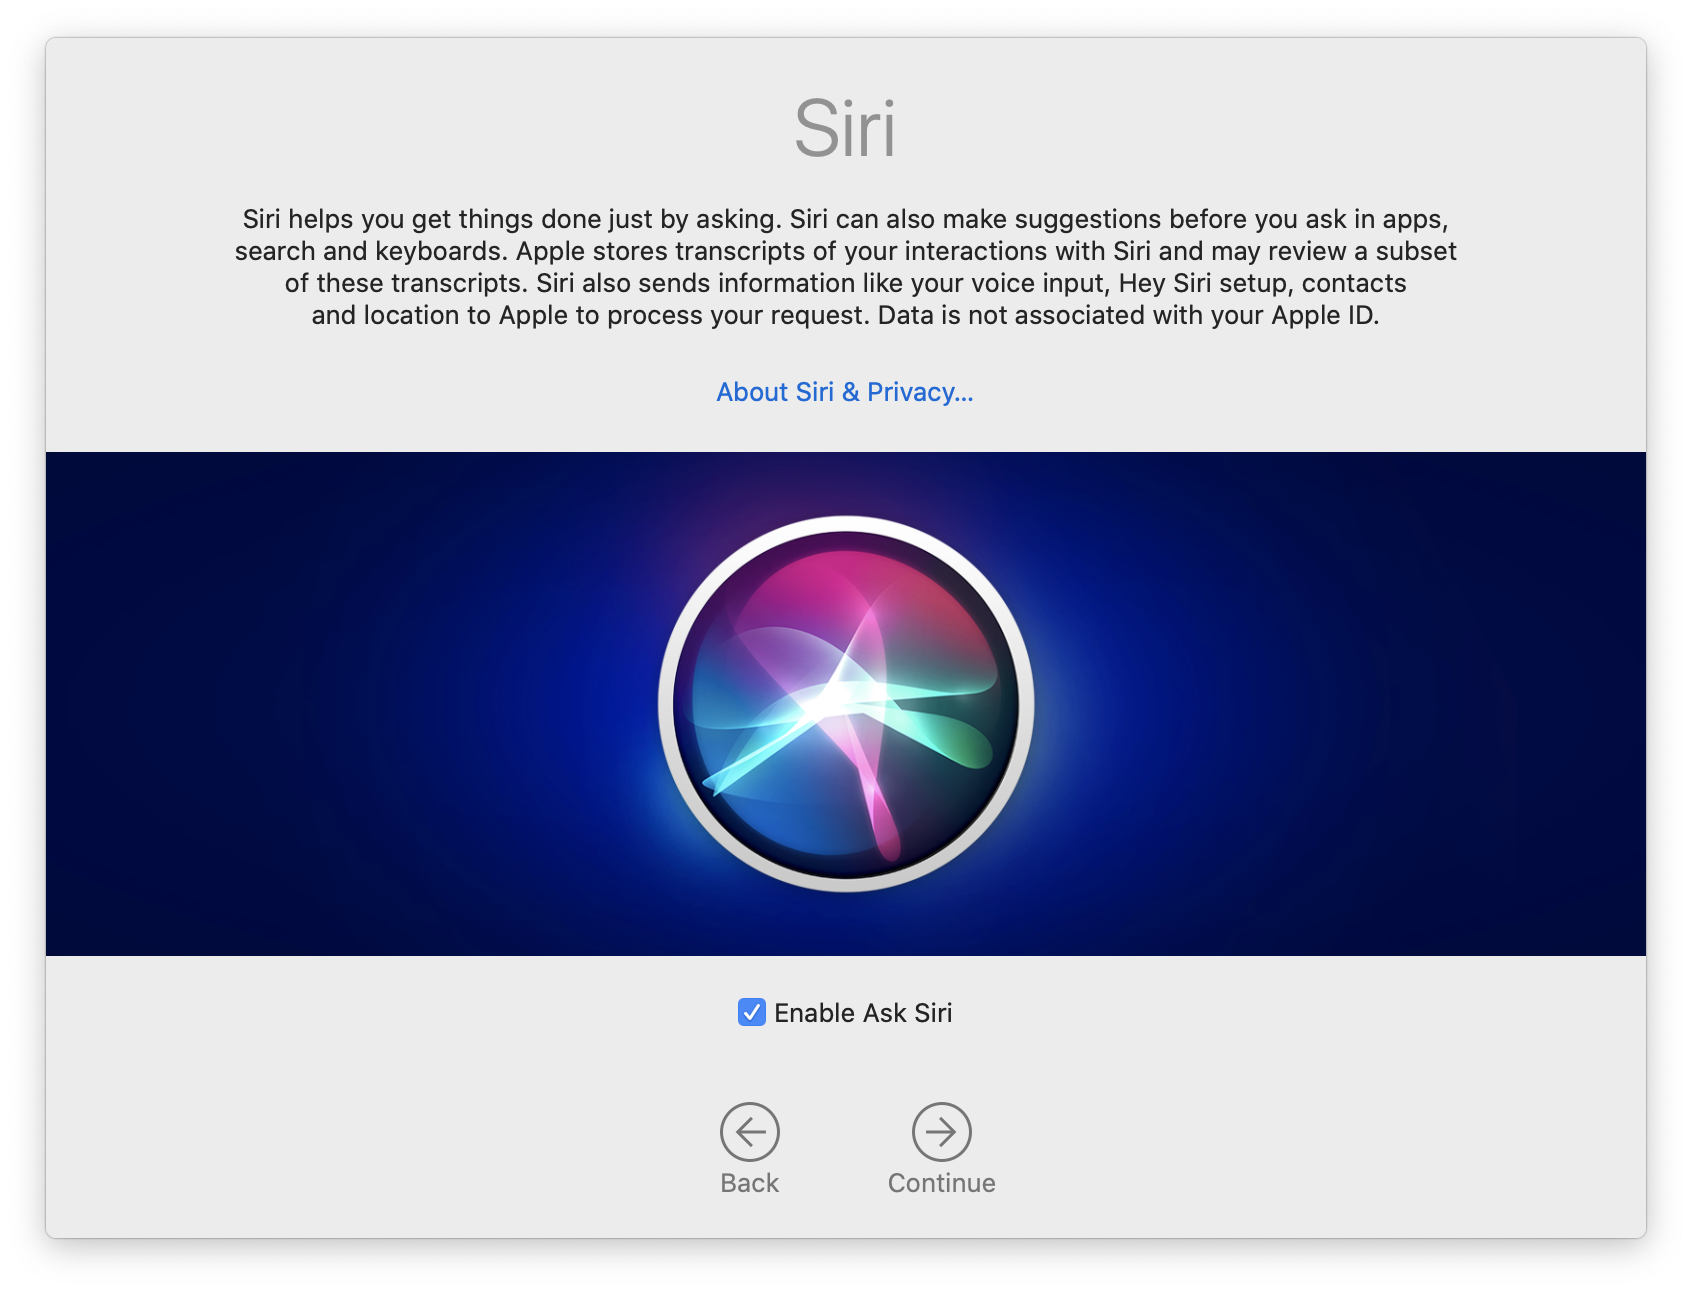 Siri
Siri helps you get things done just by asking. Siri can also make suggestions before you ask in apps,
search and keyboards. Apple stores transcripts of your interactions with Siri and may review a subset
of these transcripts. Siri also sends information like your voice input, Hey Siri setup, contacts
and location to Apple to process your request. Data is not associated with your Apple ID.
About Siri & Privacy...
Enable Ask Siri
Back
Continue